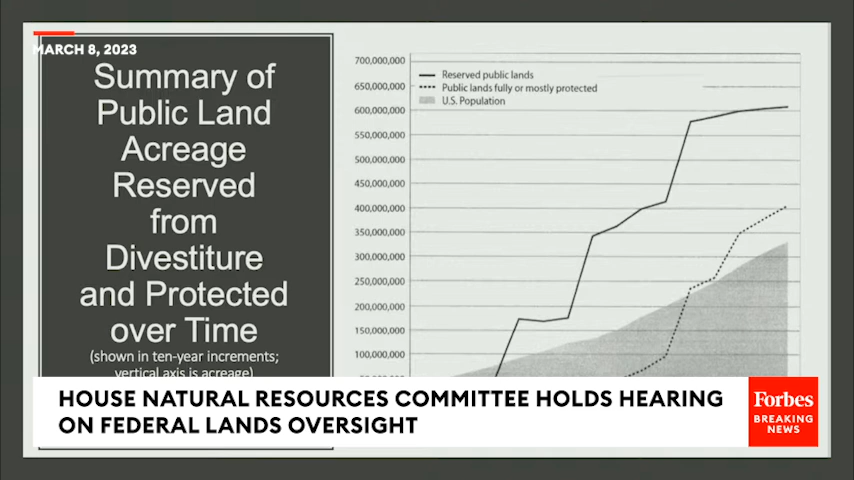 MARCH 8, 2023
Summary of
Public Land
Acreage
Reserved
from
Divestiture
and Protected
over Time
(shown in ten-year increments;
vertical axis is acreage)
700,000,000
650,000,000
600,000,000
550,000,000
500,000,000
450,000,000
400,000,000
350,000,000
300,000,000
250,000,000
200,000,000
150,000,000
100,000,000
Reserved public lands
Public lands fully or mostly protected
U.S. Population
HOUSE NATURAL RESOURCES COMMITTEE HOLDS HEARING
ON FEDERAL LANDS OVERSIGHT
Forbes
BREAKING
NEWS